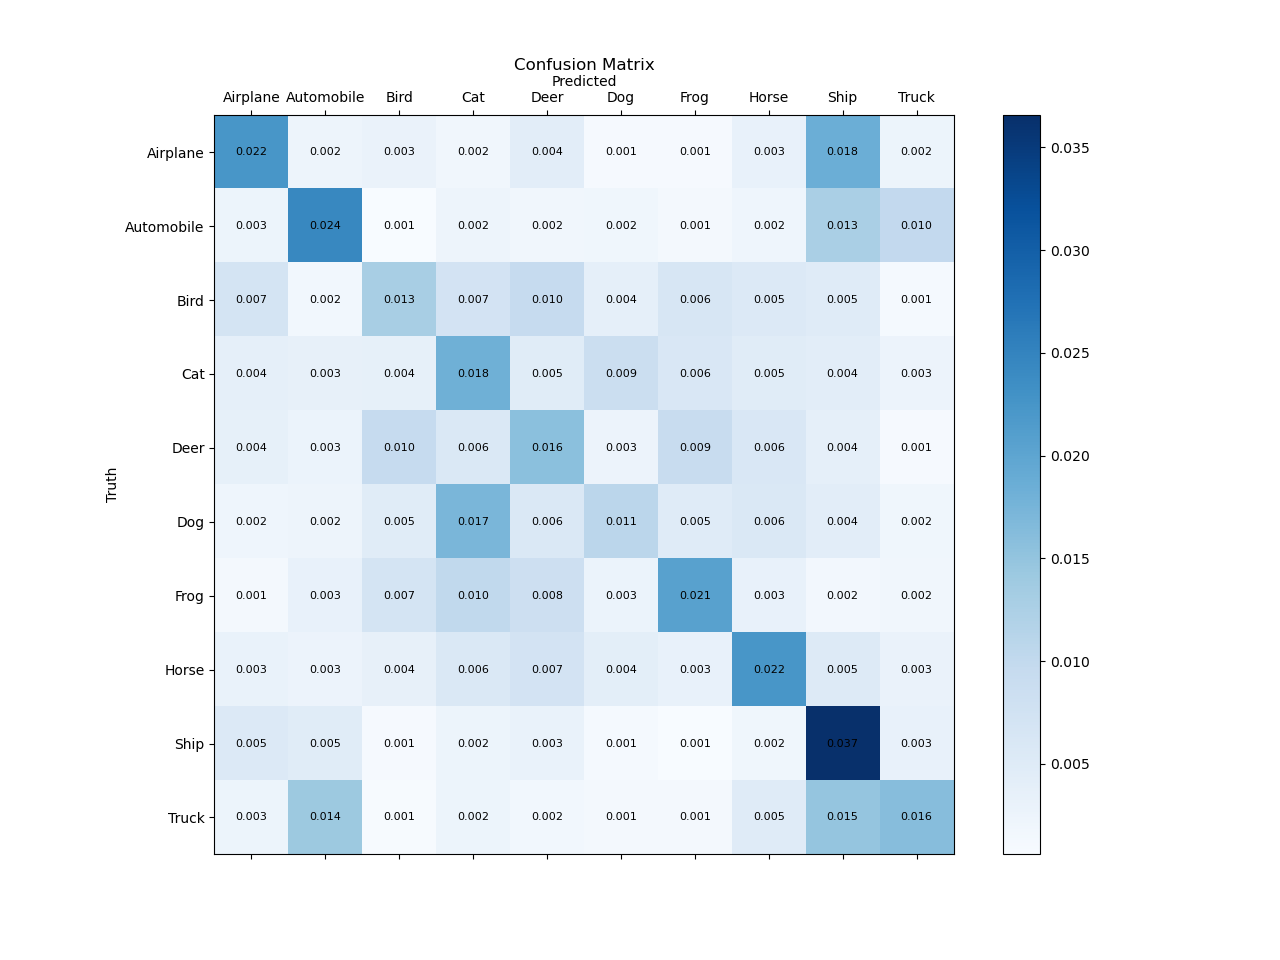 Confusion Matrix
Predicted
Airplane Automobile Bird Cat Deer Dog Frog Horse Ship Truck
Airplane 0.022 0.002 0.003 0.002 0.004 0.001 0.001 0.003 0.018 0.002
Automobile 0.003 0.024 0.001 0.002 0.002 0.002 0.001 0.002 0.013 0.010
Bird 0.007 0.002 0.013 0.007 0.010 0.004 0.006 0.005 0.005 0.001
Cat 0.004 0.003 0.004 0.018 0.005 0.009 0.006 0.005 0.004 0.003
Deer 0.004 0.003 0.010 0.006 0.016 0.003 0.009 0.006 0.004 0.001
Dog 0.002 0.002 0.005 0.017 0.006 0.011 0.005 0.006 0.004 0.002
Frog 0.001 0.003 0.007 0.010 0.008 0.003 0.021 0.003 0.002 0.002
Horse 0.003 0.003 0.004 0.006 0.007 0.004 0.003 0.022 0.005 0.003
Ship 0.005 0.005 0.001 0.002 0.003 0.001 0.001 0.002 0.037 0.003
Truck 0.003 0.014 0.001 0.002 0.002 0.001 0.001 0.005 0.015 0.016
Truth
0.035
0.030
0.025
0.020
0.015
0.010
0.005